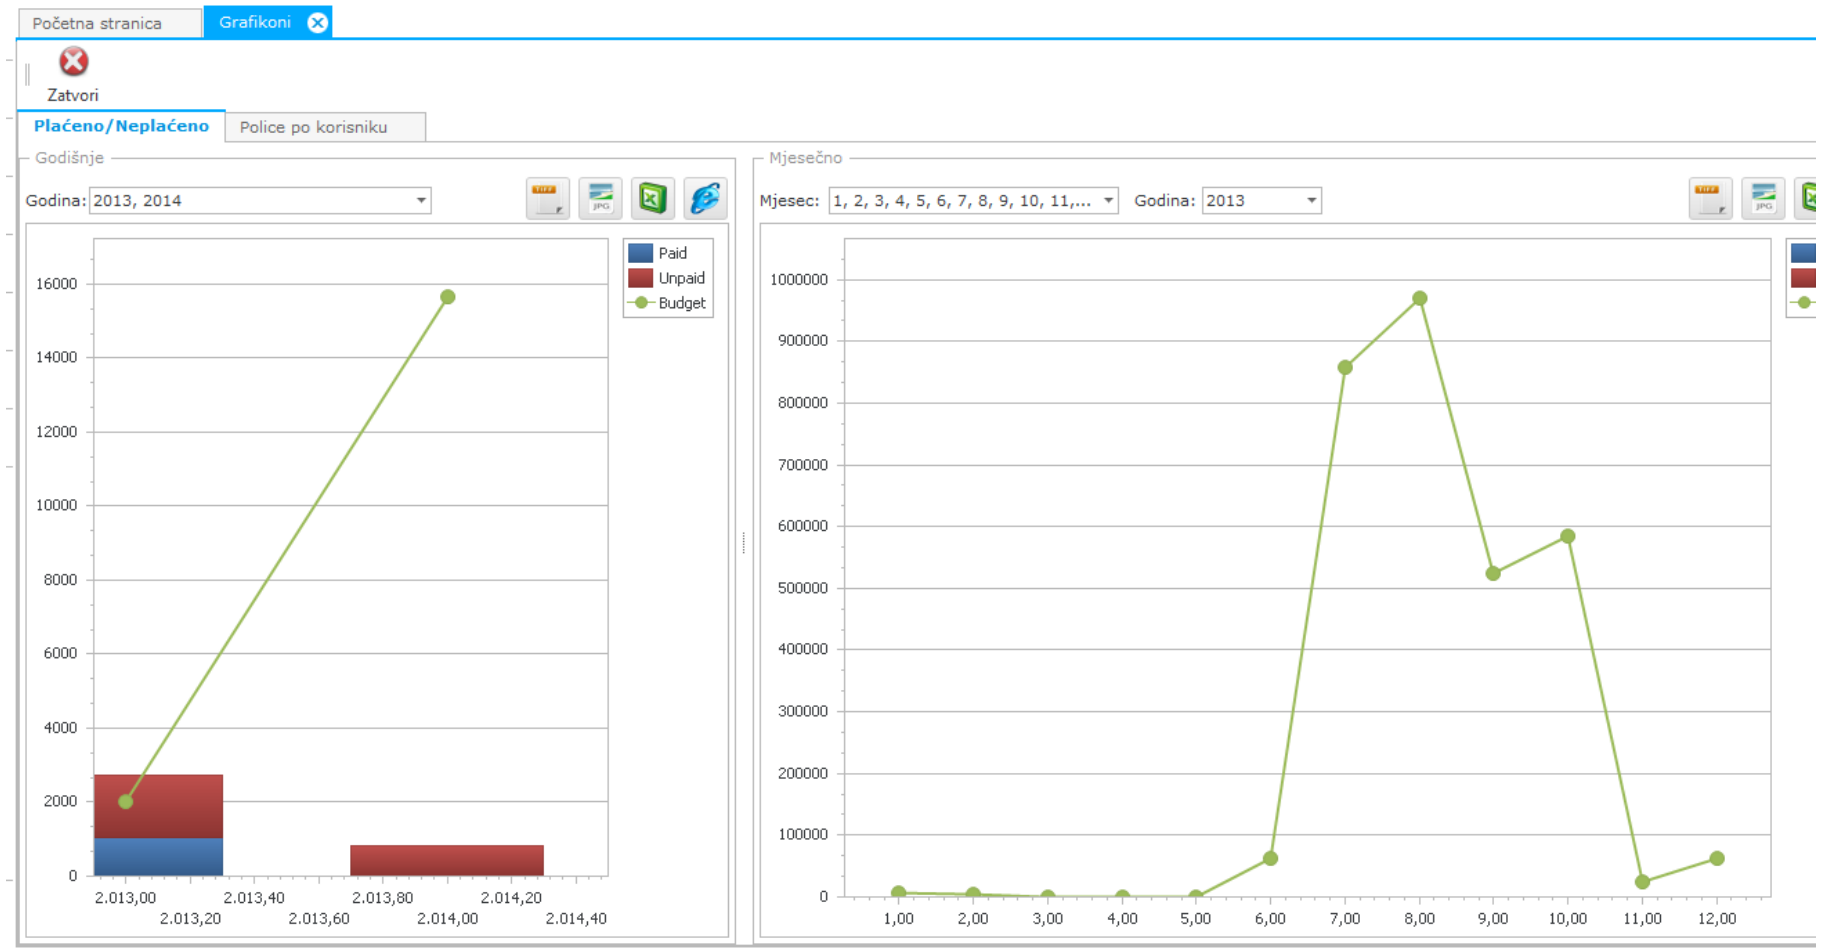 Početna stranica
Grafikoni
Zatvori
Plaćeno/Neplaćeno
Police po korisniku
Godišnje
Godina: 2013, 2014
TIFF
JPG
Paid
Unpaid
Budget
16000
14000
12000
10000
8000
6000
4000
2000
0
2.013,00 2.013,40 2.013,80 2.014,20
2.013,20 2.013,60 2.014,00 2.014,40
Mjesečno
Mjesec: 1, 2, 3, 4, 5, 6, 7, 8, 9, 10, 11,... Godina: 2013
TIFF
JPG
1000000
900000
800000
700000
600000
500000
400000
300000
200000
100000
0
1,00 2,00 3,00 4,00 5,00 6,00 7,00 8,00 9,00 10,00 11,00 12,00